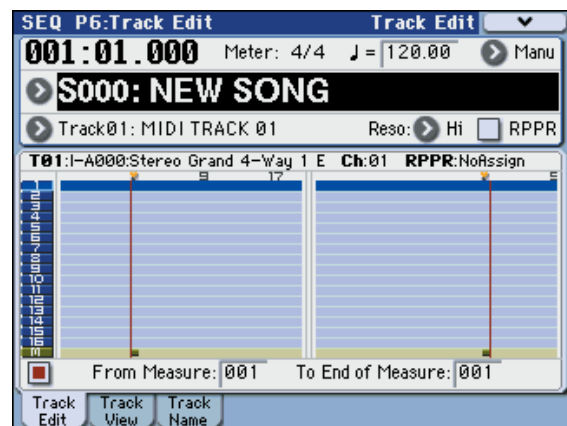 SEQ P6:Track Edit Track Edit
001:01.000 Meter: 4/4 ♩= 120.00 Manu
S000: NEW SONG
Track01: MIDI TRACK 01 Reso: Hi RPPR
T01:I-A000:Stereo Grand 4-Way 1 E Ch:01 RPPR:NoAssign
9 17 5
1
2
3
4
5
6
7
8
9
10
11
12
13
14
15
16
M
From Measure: 001 To End of Measure: 001
Track Edit Track View Track Name